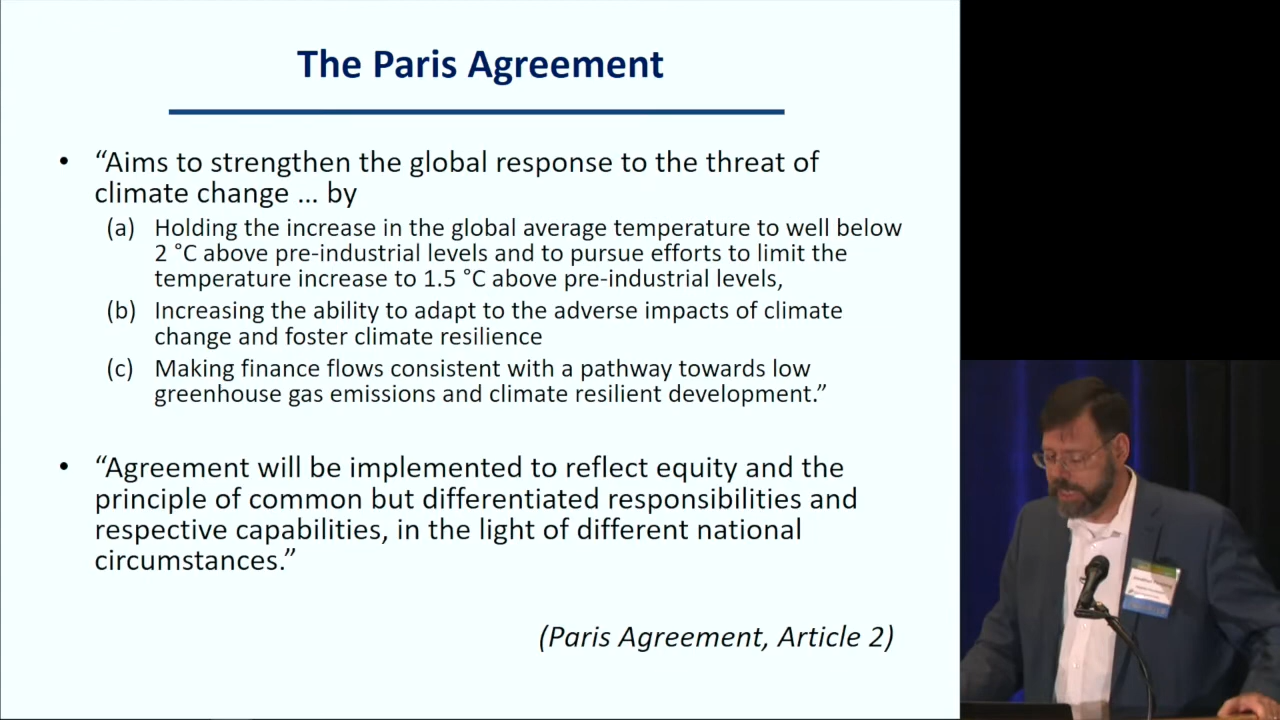 The Paris Agreement
• “Aims to strengthen the global response to the threat of
climate change … by
(a) Holding the increase in the global average temperature to well below
2 °C above pre-industrial levels and to pursue efforts to limit the
temperature increase to 1.5 °C above pre-industrial levels,
(b) Increasing the ability to adapt to the adverse impacts of climate
change and foster climate resilience
(c) Making finance flows consistent with a pathway towards low
greenhouse gas emissions and climate resilient development.”
• “Agreement will be implemented to reflect equity and the
principle of common but differentiated responsibilities and
respective capabilities, in the light of different national
circumstances.”
(Paris Agreement, Article 2)